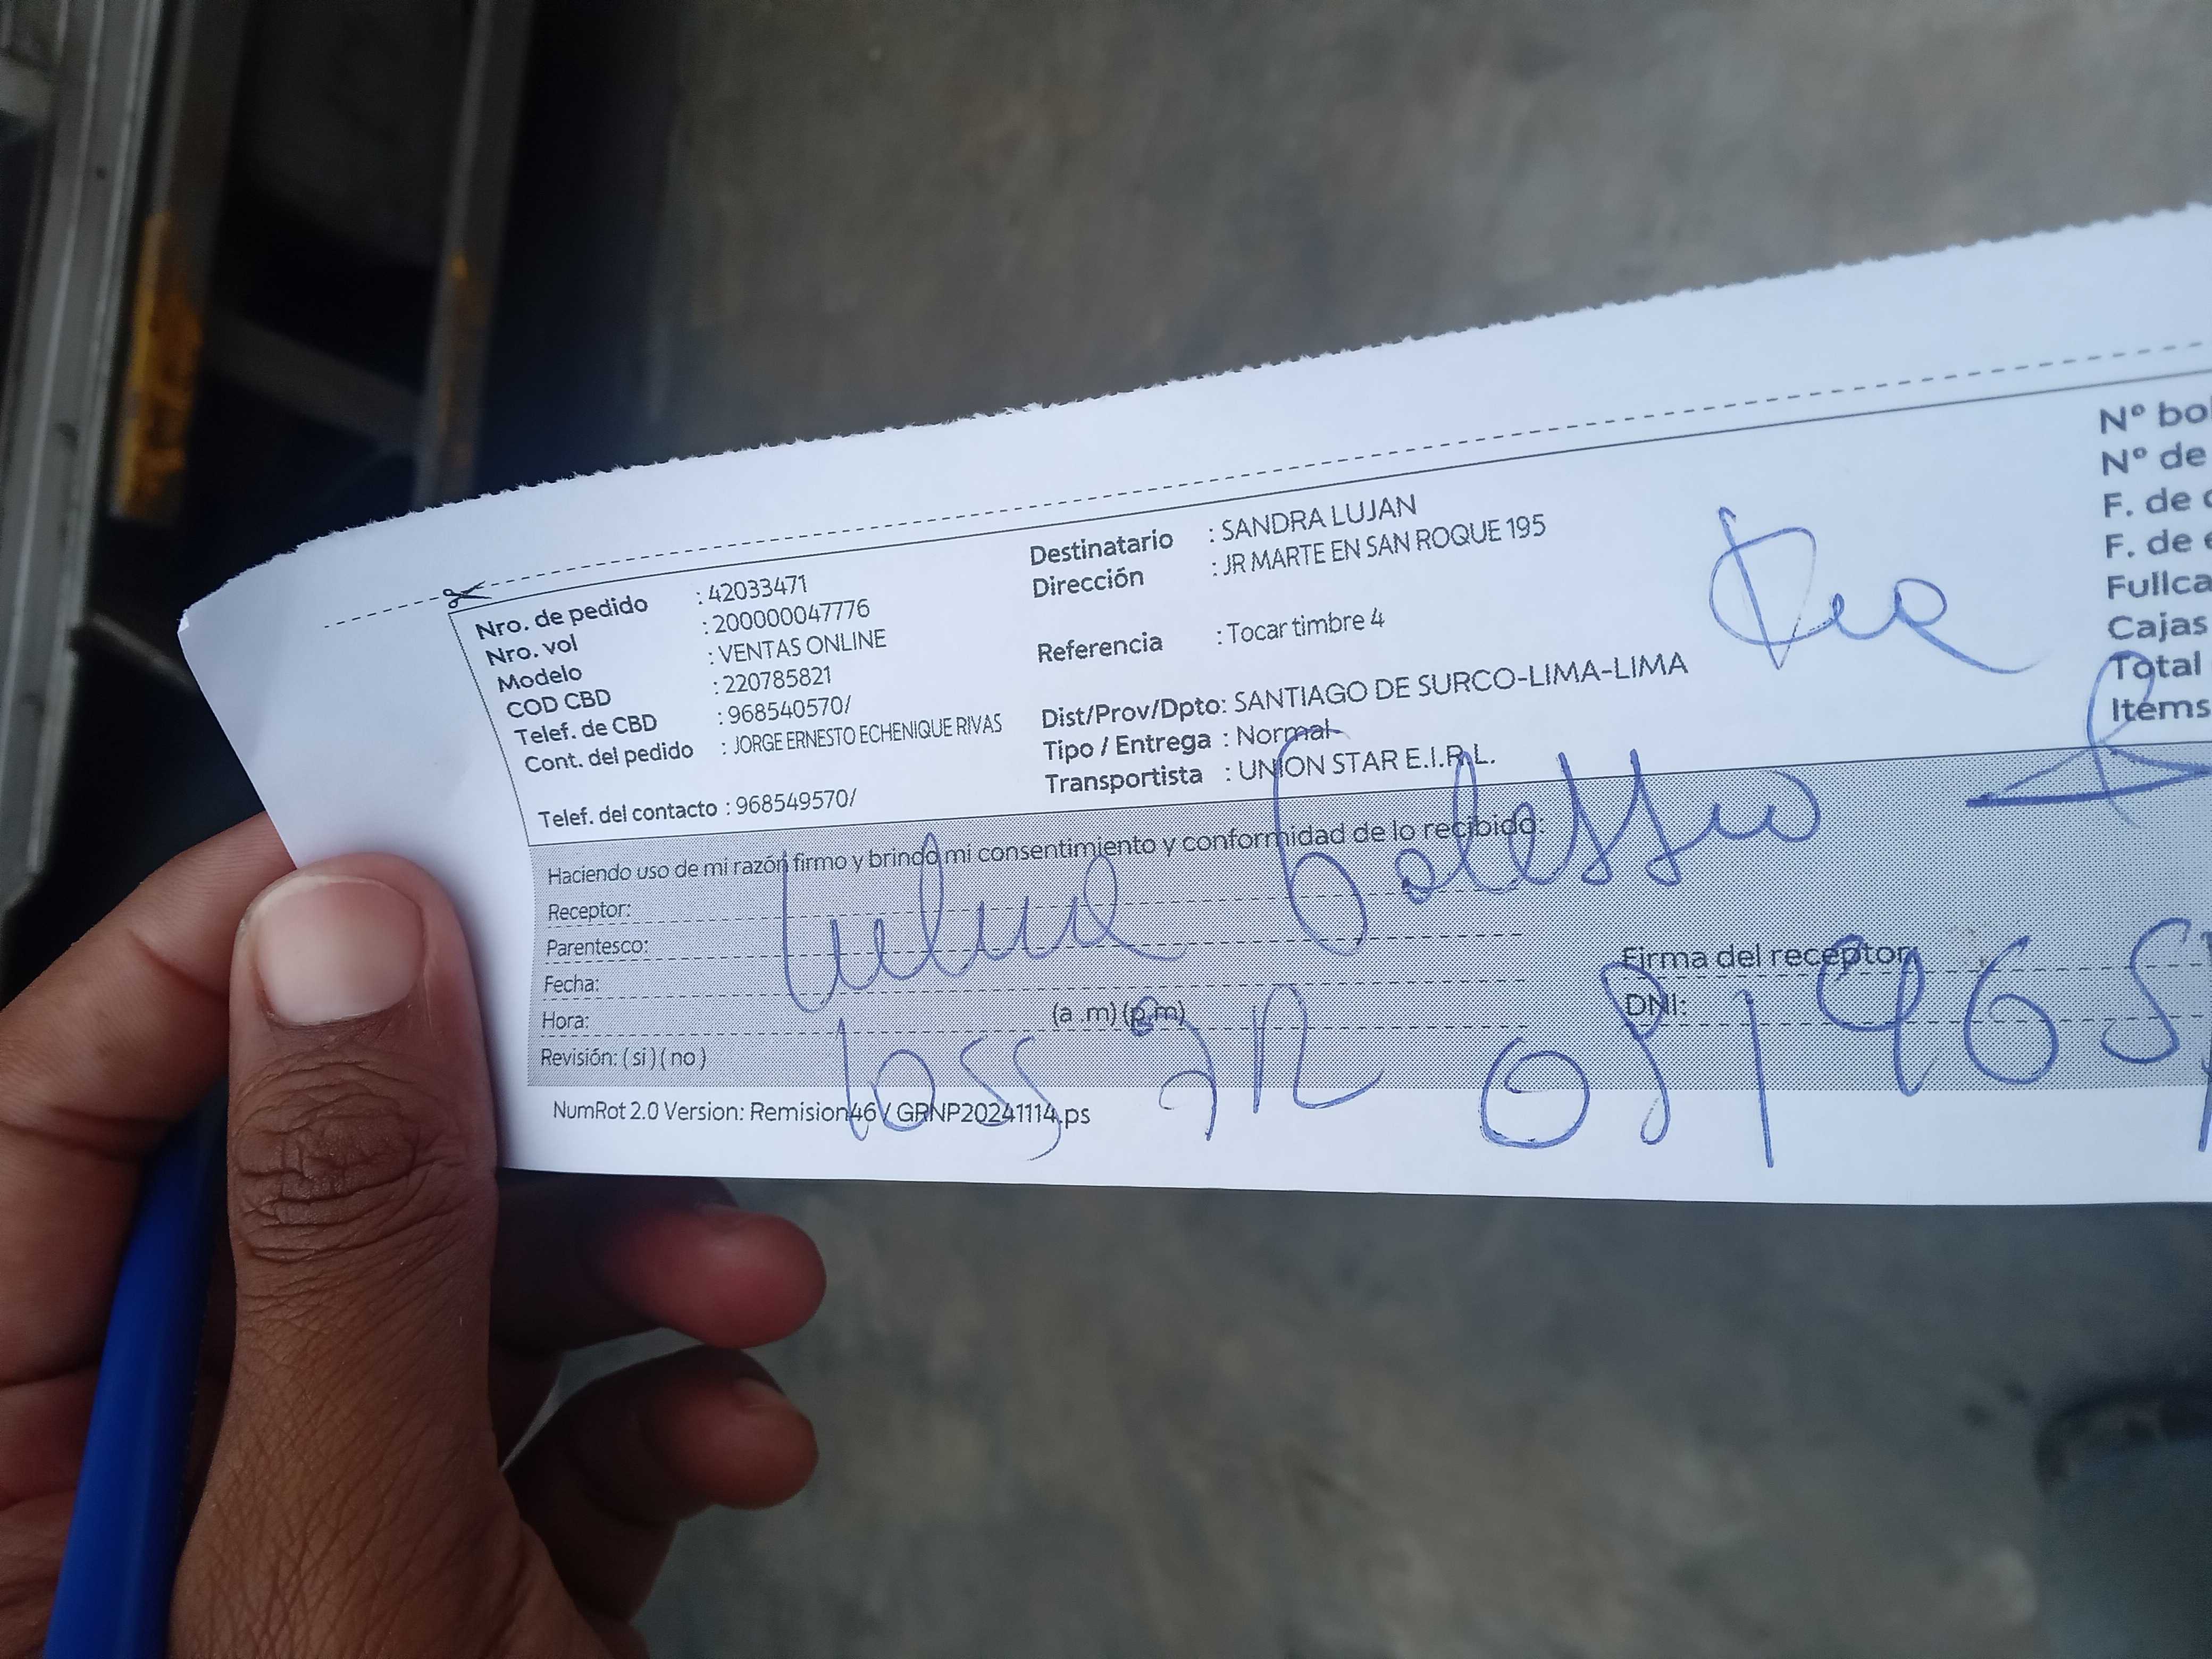 Nro. de pedido : 42033471
Nro. vol : 200000047776
Modelo : VENTAS ONLINE
COD CBD : 220785821
Telef. de CBD : 968540570/
Cont. del pedido : JORGE ERNESTO ECHENIQUE RIVAS
Telef. del contacto : 968549570/
Destinatario : SANDRA LUJAN
Dirección : JR MARTE EN SAN ROQUE 195
Referencia : Tocar timbre 4
Dist/Prov/Dpto: SANTIAGO DE SURCO-LIMA-LIMA
Tipo / Entrega : Normal
Transportista : UNION STAR E.I.R.L.
Nº bol
Nº de
F. de
F. de
Fullca
Cajas
Total
Items
Haciendo uso de mi razón firmo y brindo mi consentimiento y conformidad de lo recibido:
Receptor:
Parentesco:
Fecha:
Hora: (a .m) (p.m)
Revisión: ( si ) ( no )
Firma del receptor:
DNI: 081965
NumRot 2.0 Version: Remision46 / GRNP20241114.ps